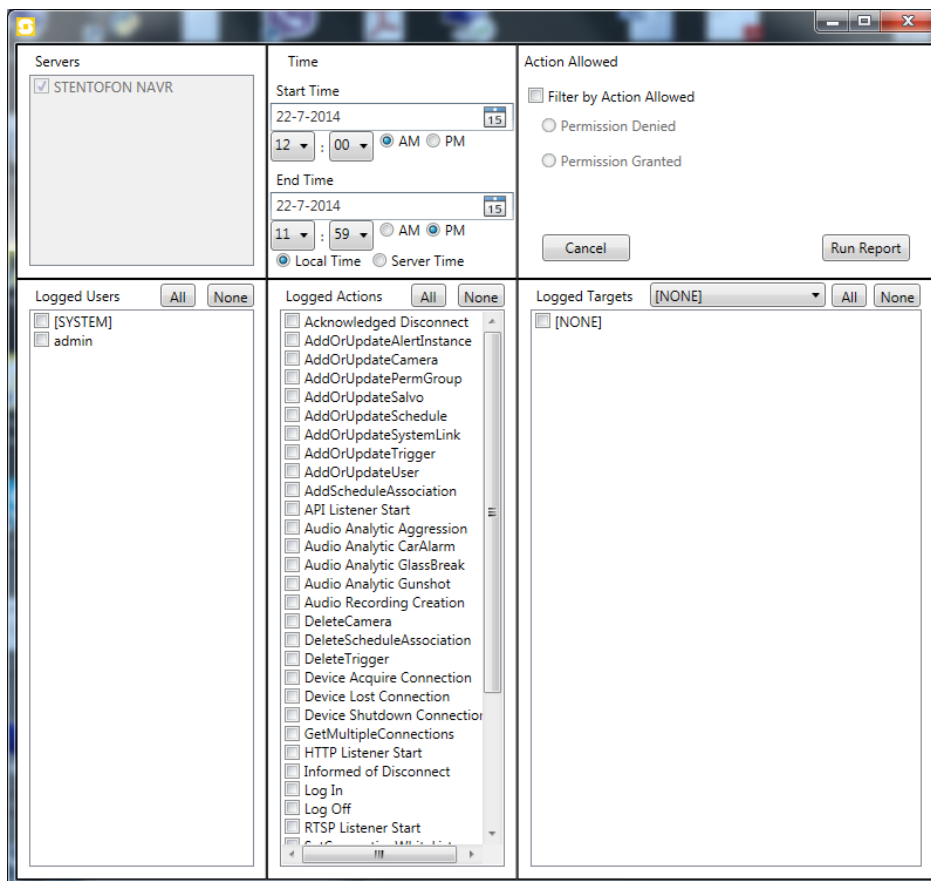 Servers
STENTOFON NAVR
Time
Start Time
22-7-2014
15
12 : 00 AM PM
End Time
22-7-2014
15
11 : 59 AM PM
Local Time Server Time
Action Allowed
Filter by Action Allowed
Permission Denied
Permission Granted
Cancel Run Report
Logged Users All None
[SYSTEM]
admin
Logged Actions All None
Acknowledged Disconnect
AddOrUpdateAlertInstance
AddOrUpdateCamera
AddOrUpdatePermGroup
AddOrUpdateSalvo
AddOrUpdateSchedule
AddOrUpdateSystemLink
AddOrUpdateTrigger
AddOrUpdateUser
AddScheduleAssociation
API Listener Start
Audio Analytic Aggression
Audio Analytic CarAlarm
Audio Analytic GlassBreak
Audio Analytic Gunshot
Audio Recording Creation
DeleteCamera
DeleteScheduleAssociation
DeleteTrigger
Device Acquire Connection
Device Lost Connection
Device Shutdown Connection
GetMultipleConnections
HTTP Listener Start
Informed of Disconnect
Log In
Log Off
RTSP Listener Start
Logged Targets [NONE] All None
[NONE]